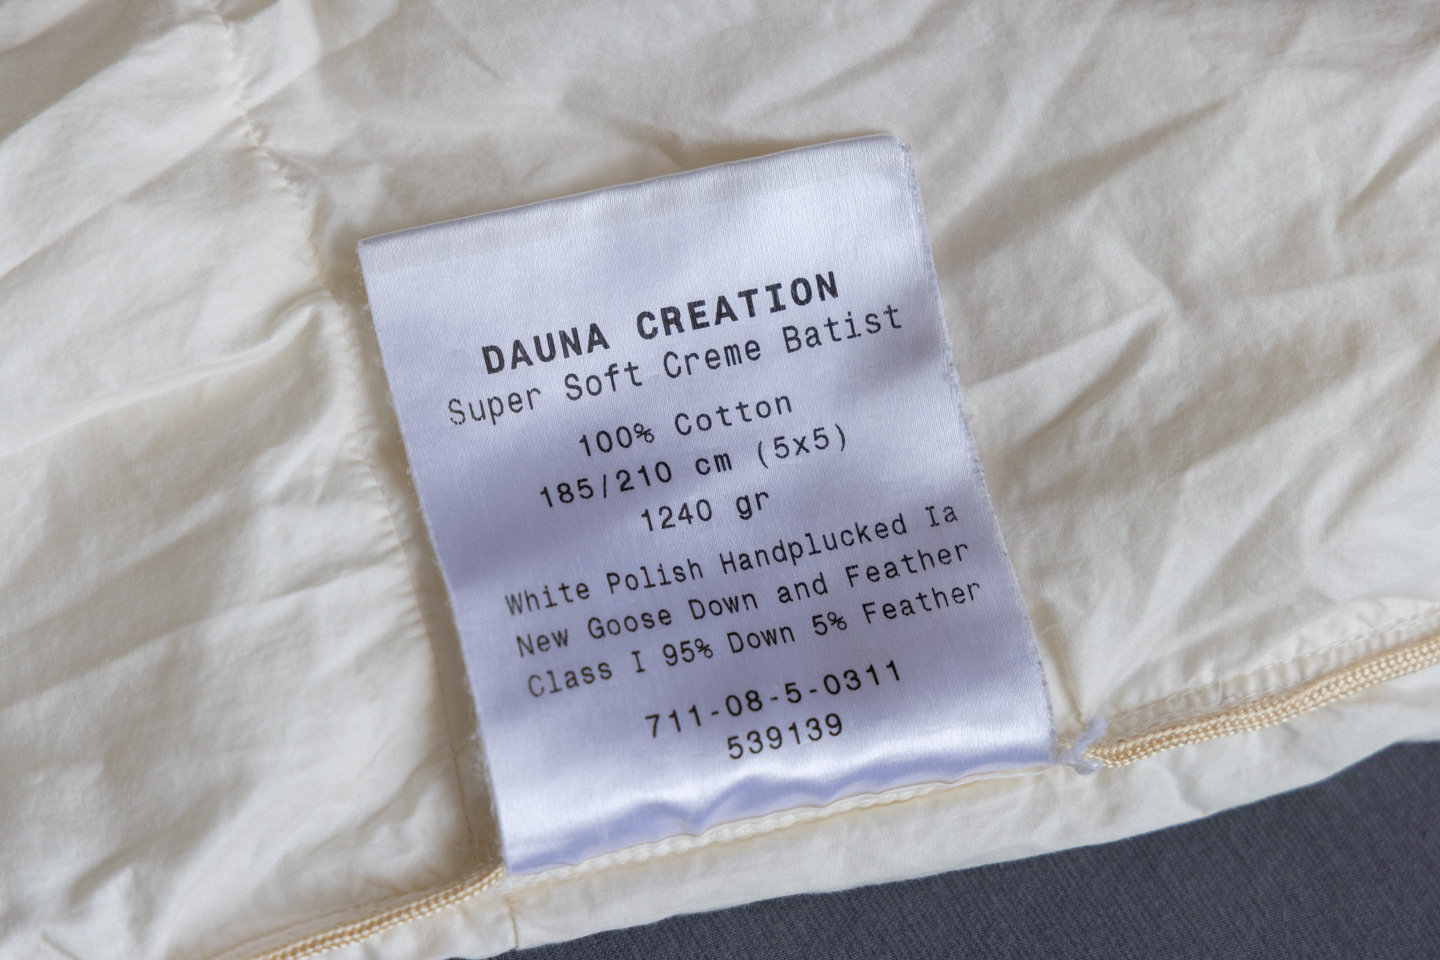 DAUNA CREATION
Super Soft Creme Batist
100% Cotton
185/210 cm (5x5)
1240 gr
White Polish Handplucked Ia
New Goose Down and Feather
Class I 95% Down 5% Feather
711-08-5-0311
539139